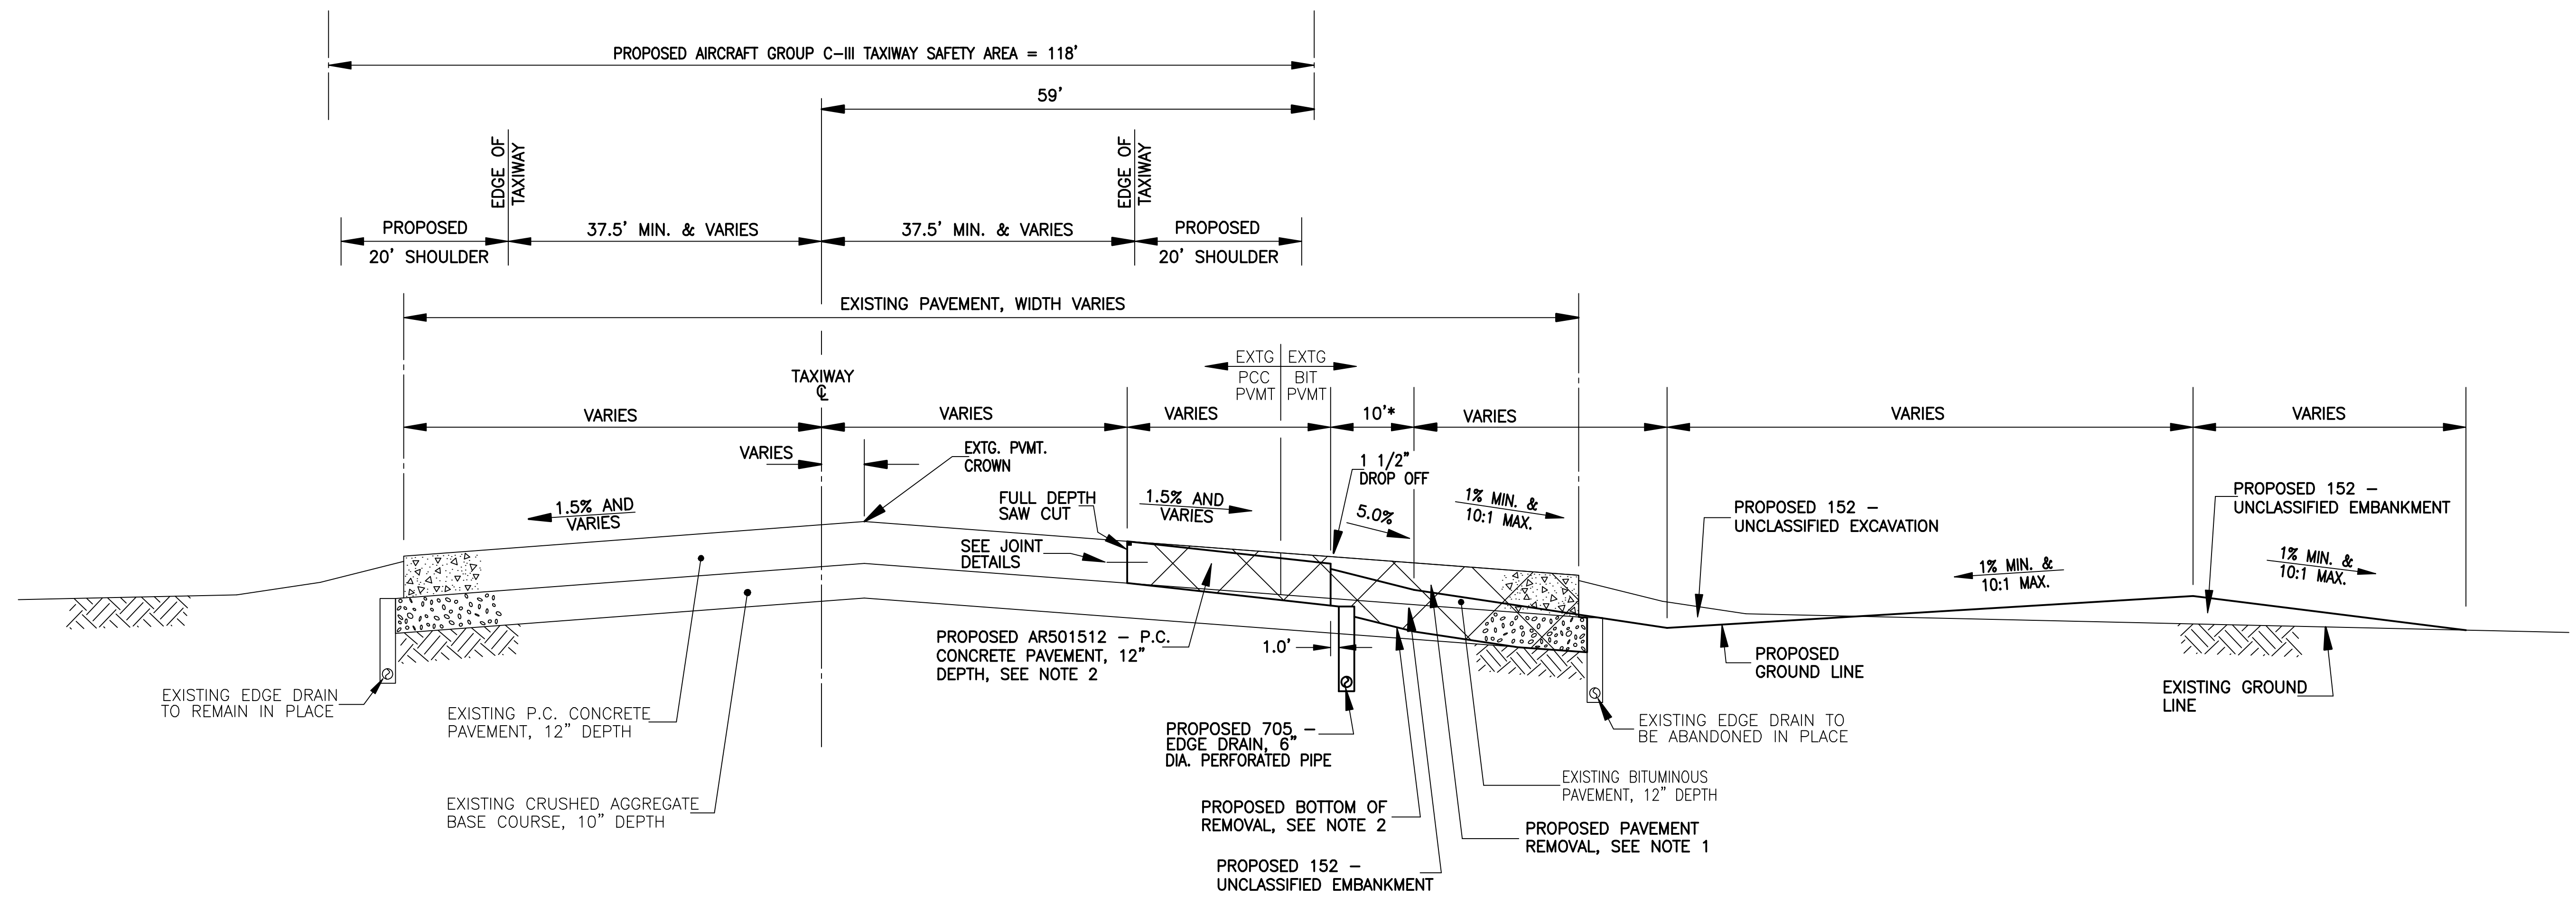 PROPOSED AIRCRAFT GROUP C-III TAXIWAY SAFETY AREA = 118'
59'
EDGE OF
TAXIWAY
EDGE OF
TAXIWAY
PROPOSED
20' SHOULDER
37.5' MIN. & VARIES
37.5' MIN. & VARIES
PROPOSED
20' SHOULDER
EXISTING PAVEMENT, WIDTH VARIES
EXTG
PCC
PVMT
EXTG
BIT
PVMT
TAXIWAY
℄
VARIES
VARIES
VARIES
10'*
VARIES
VARIES
VARIES
VARIES
EXTG. PVMT.
CROWN
1 1/2"
DROP OFF
FULL DEPTH
SAW CUT
1.5% AND
VARIES
1.5% AND
VARIES
5.0%
1% MIN. &
10:1 MAX.
PROPOSED 152 -
UNCLASSIFIED EXCAVATION
PROPOSED 152 -
UNCLASSIFIED EMBANKMENT
SEE JOINT
DETAILS
1% MIN. &
10:1 MAX.
1% MIN. &
10:1 MAX.
PROPOSED AR501512 - P.C.
CONCRETE PAVEMENT, 12"
DEPTH, SEE NOTE 2
1.0'
PROPOSED
GROUND LINE
EXISTING GROUND
LINE
EXISTING EDGE DRAIN
TO REMAIN IN PLACE
EXISTING P.C. CONCRETE
PAVEMENT, 12" DEPTH
PROPOSED 705 -
EDGE DRAIN, 6"
DIA. PERFORATED PIPE
EXISTING EDGE DRAIN TO
BE ABANDONED IN PLACE
EXISTING BITUMINOUS
PAVEMENT, 12" DEPTH
EXISTING CRUSHED AGGREGATE
BASE COURSE, 10" DEPTH
PROPOSED BOTTOM OF
REMOVAL, SEE NOTE 2
PROPOSED PAVEMENT
REMOVAL, SEE NOTE 1
PROPOSED 152 -
UNCLASSIFIED EMBANKMENT